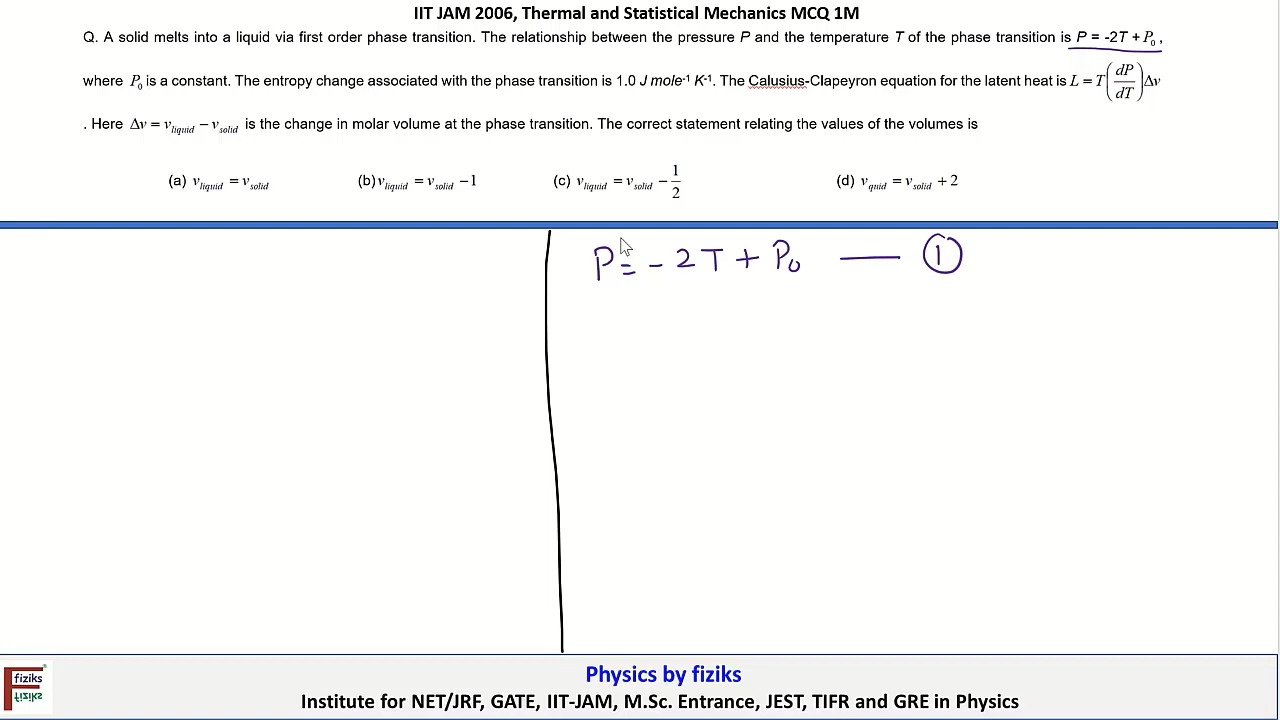 IIT JAM 2006, Thermal and Statistical Mechanics MCQ 1M
Q. A solid melts into a liquid via first order phase transition. The relationship between the pressure P and the temperature T of the phase transition is P = -2T + P₀ ,
where P₀ is a constant. The entropy change associated with the phase transition is 1.0 J mole⁻¹ K⁻¹. The Calusius-Clapeyron equation for the latent heat is L = T(dP/dT)Δv
. Here Δv = v_liquid − v_solid is the change in molar volume at the phase transition. The correct statement relating the values of the volumes is
(a) v_liquid = v_solid (b) v_liquid = v_solid − 1 (c) v_liquid = v_solid − 1/2 (d) v_quid = v_solid + 2
P = - 2 T + P₀ —— ①
fiziks
fiziks
Physics by fiziks
Institute for NET/JRF, GATE, IIT-JAM, M.Sc. Entrance, JEST, TIFR and GRE in Physics